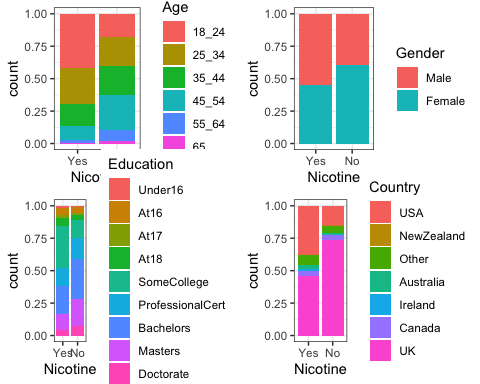 Age
1.00
0.75
0.50
0.25
0.00
count
18_24
25_34
35_44
45_54
55_64
65
Yes
Nico
Gender
1.00
0.75
0.50
0.25
0.00
count
Male
Female
Yes No
Nicotine
Education
1.00
0.75
0.50
0.25
0.00
count
Under16
At16
At17
At18
SomeCollege
ProfessionalCert
Bachelors
Masters
Doctorate
YesNo
Nicotine
Country
1.00
0.75
0.50
0.25
0.00
count
USA
NewZealand
Other
Australia
Ireland
Canada
UK
Yes No
Nicotine